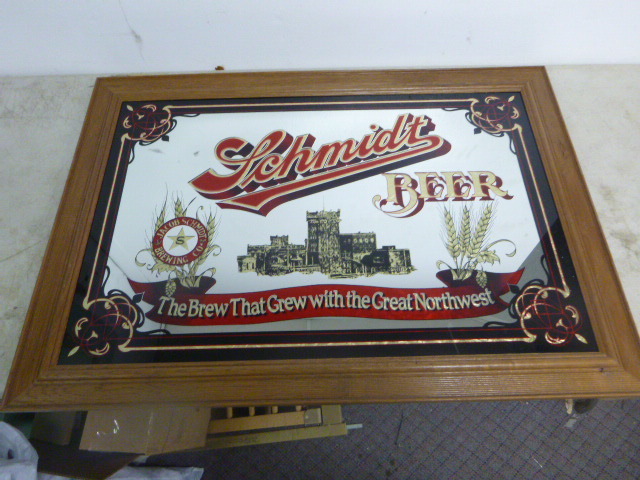 Schmidt
BEER
JACOB SCHMIDT
BREWING CO
S
The Brew That Grew with the Great Northwest